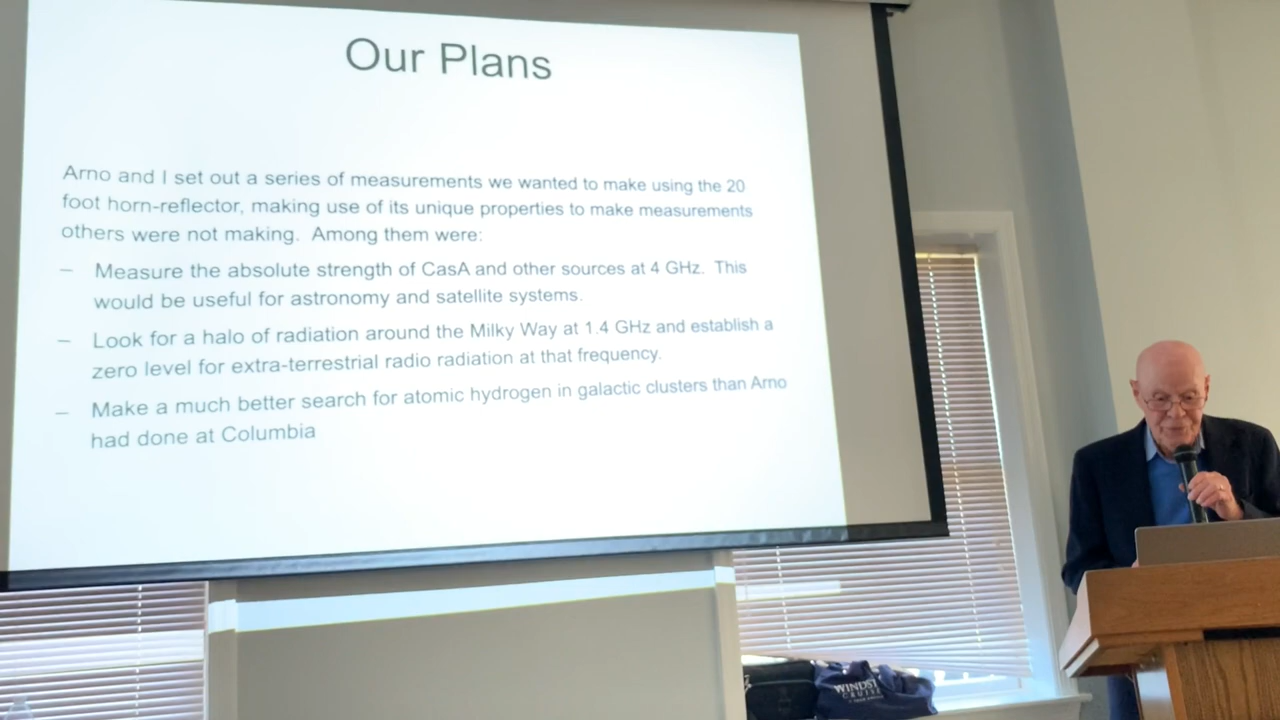 Our Plans
Arno and I set out a series of measurements we wanted to make using the 20
foot horn-reflector, making use of its unique properties to make measurements
others were not making. Among them were:
– Measure the absolute strength of CasA and other sources at 4 GHz. This
would be useful for astronomy and satellite systems.
– Look for a halo of radiation around the Milky Way at 1.4 GHz and establish a
zero level for extra-terrestrial radio radiation at that frequency.
– Make a much better search for atomic hydrogen in galactic clusters than Arno
had done at Columbia
CRUISE